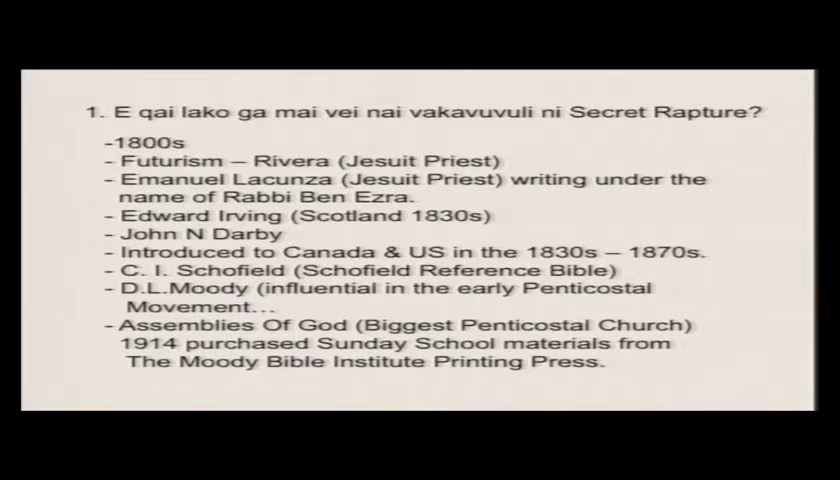 1. E qai lako ga mai vei nai vakavuvuli ni Secret Rapture?
-1800s
- Futurism – Rivera (Jesuit Priest)
- Emanuel Lacunza (Jesuit Priest) writing under the
name of Rabbi Ben Ezra.
- Edward Irving (Scotland 1830s)
- John N Darby
- Introduced to Canada & US in the 1830s – 1870s.
- C. I. Schofield (Schofield Reference Bible)
- D.L.Moody (influential in the early Penticostal
Movement...
- Assemblies Of God (Biggest Penticostal Church)
1914 purchased Sunday School materials from
The Moody Bible Institute Printing Press.